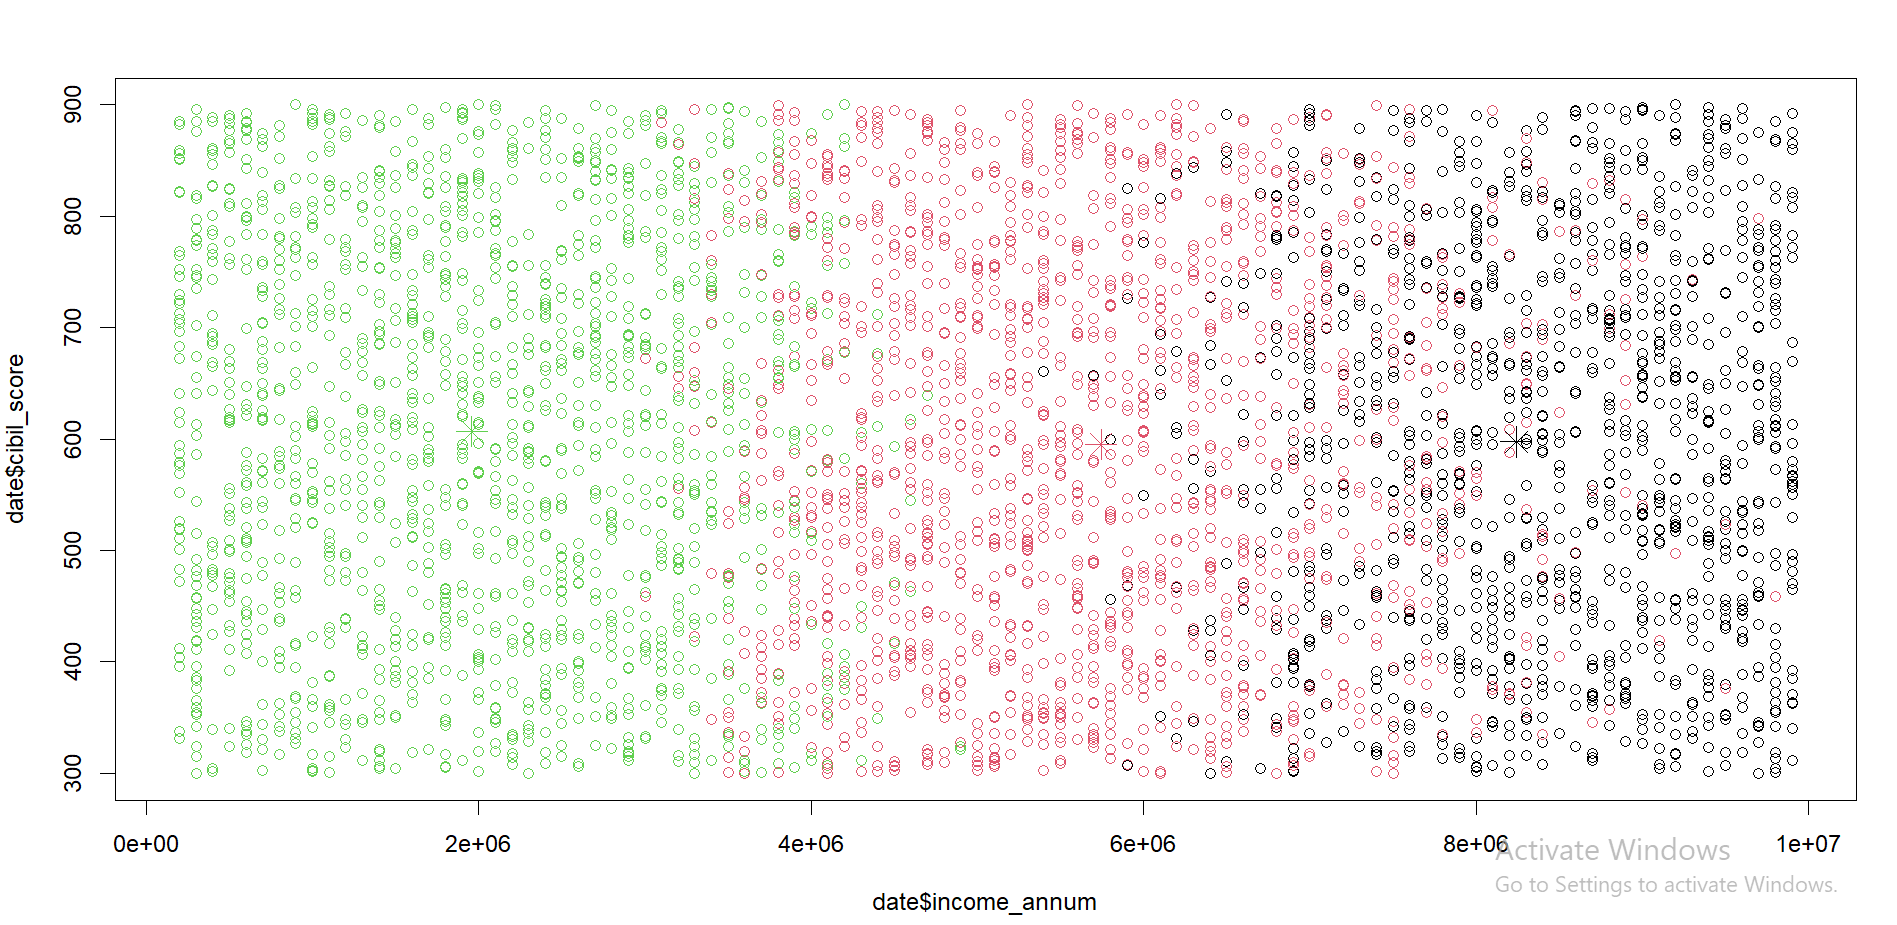 900
800
700
600
500
400
300
date$cibil_score
0e+00 2e+06 4e+06 6e+06 8e+06 1e+07
date$income_annum
Activate Windows
Go to Settings to activate Windows.